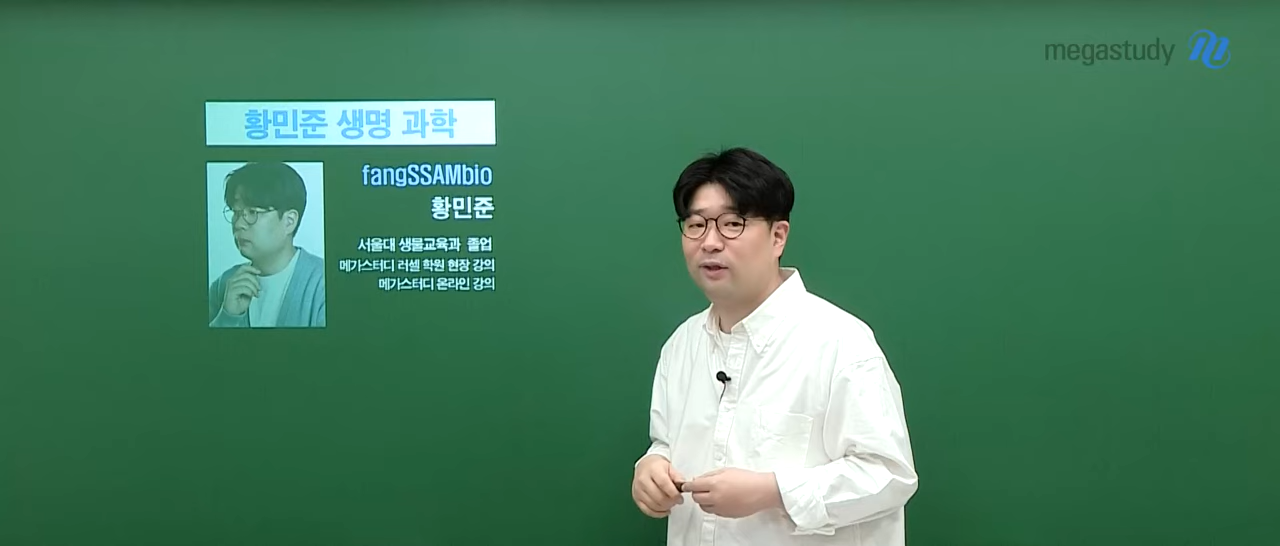 megastudy
황민준 생명 과학
fangSSAMbio
황민준
서울대 생물교육과 졸업
메가스터디 러셀 학원 현장 강의
메가스터디 온라인 강의